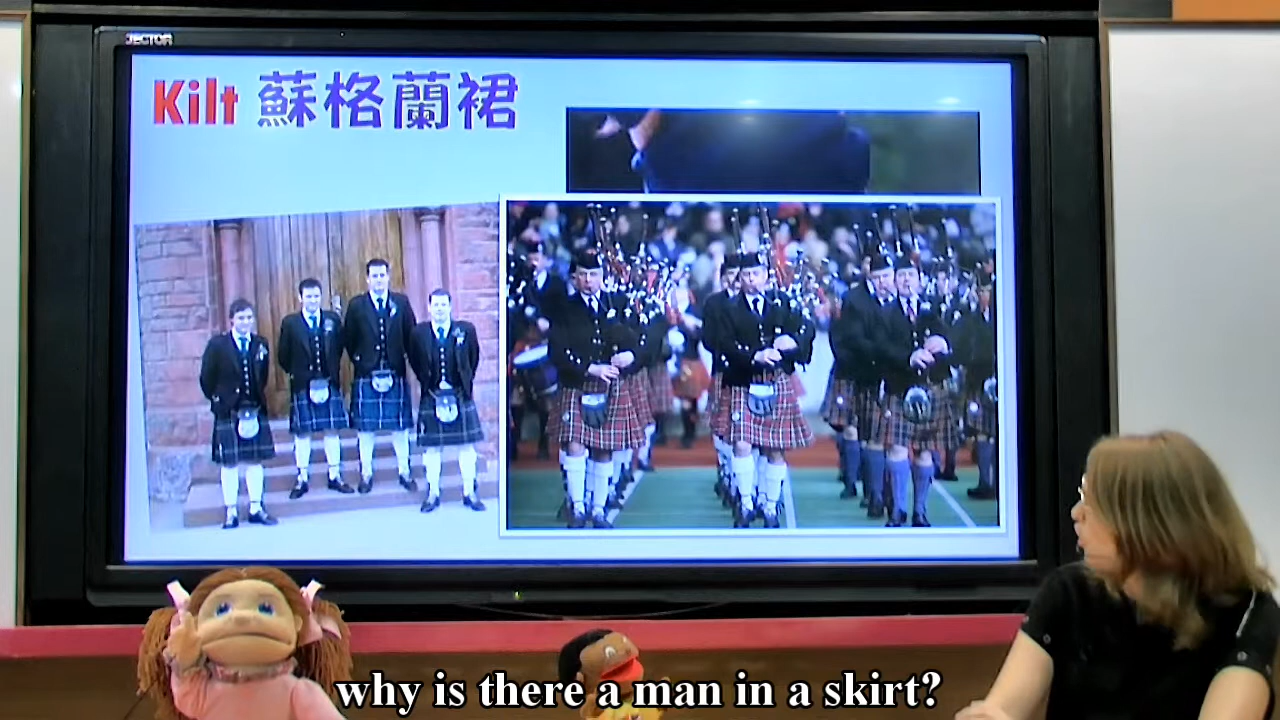 JECTOR
Kilt 蘇格蘭裙
why is there a man in a skirt?